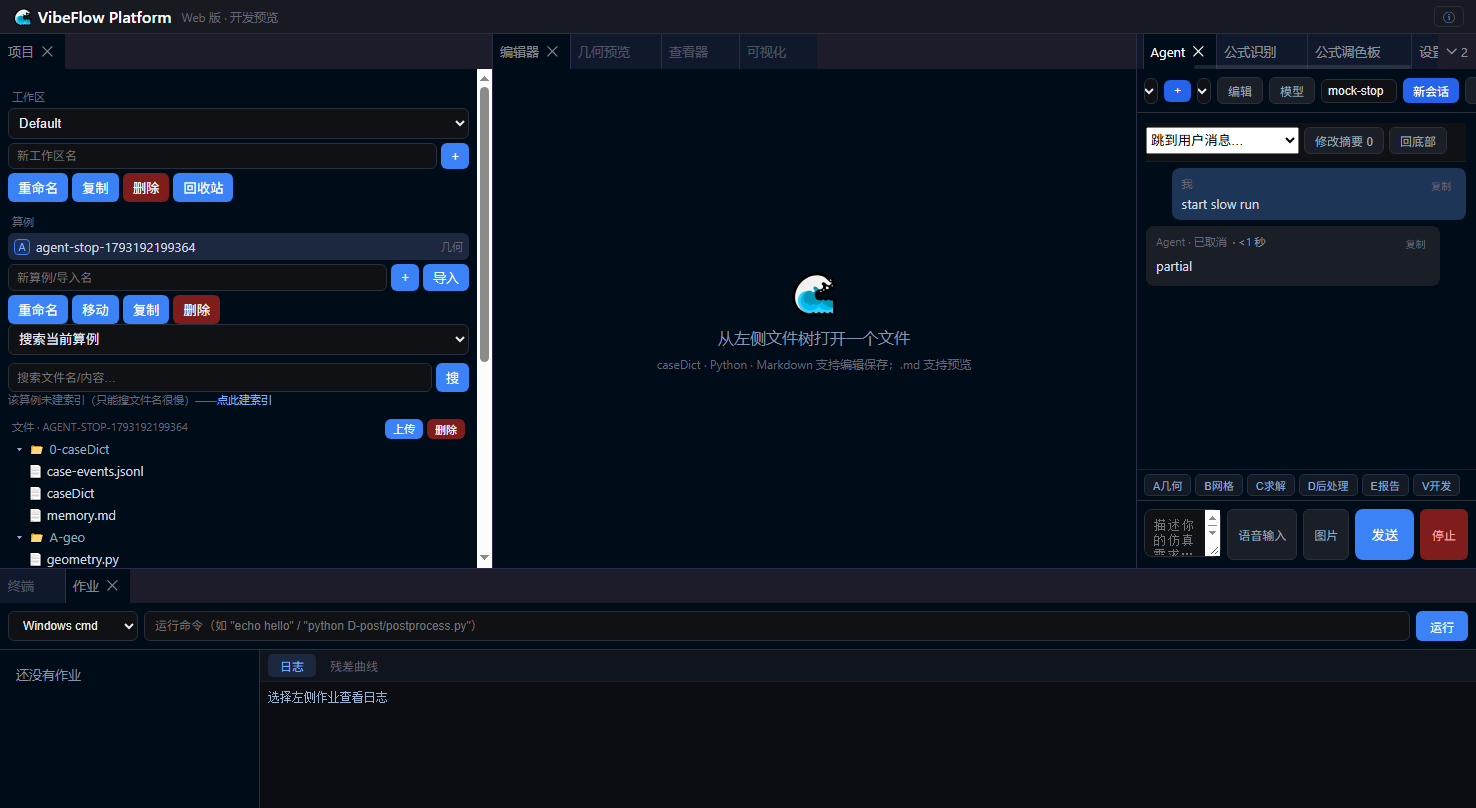 VibeFlow Platform Web 版 · 开发预览
项目
工作区
Default
新工作区名
+
重命名 复制 删除 回收站
算例
A agent-stop-1793192199364 几何
新算例/导入名
+ 导入
重命名 移动 复制 删除
搜索当前算例
搜索文件名/内容...
搜
该算例未建索引（只能搜文件名很慢）——点此建索引
文件 · AGENT-STOP-1793192199364 上传 删除
0-caseDict
case-events.jsonl
caseDict
memory.md
A-geo
geometry.py
编辑器 几何预览 查看器 可视化
从左侧文件树打开一个文件
caseDict · Python · Markdown 支持编辑保存；.md 支持预览
Agent 公式识别 公式调色板 2
+ 编辑 模型 mock-stop 新会话
跳到用户消息... 修改摘要 0 回底部
我 复制
start slow run
Agent · 已取消 · <1 秒 复制
partial
A几何 B网格 C求解 D后处理 E报告 V开发
描述你
的仿真
需求...
语音输入 图片 发送 停止
终端 作业
Windows cmd 运行命令（如 "echo hello" / "python D-post/postprocess.py"） 运行
还没有作业
日志 残差曲线
选择左侧作业查看日志